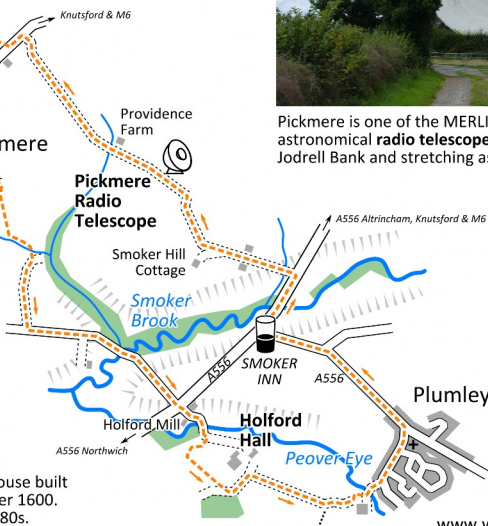 Knutsford & M6
Pickmere is one of the MERLI
astronomical radio telescope
Jodrell Bank and stretching as
Providence
Farm
mere
Pickmere
Radio
Telescope
A556 Altrincham, Knutsford & M6
Smoker Hill
Cottage
Smoker
Brook
A556
SMOKER
INN
A556
Plumley
Holford Mill
Holford
Hall
A556 Northwich
Peover Eye
ouse built
er 1600.
80s.